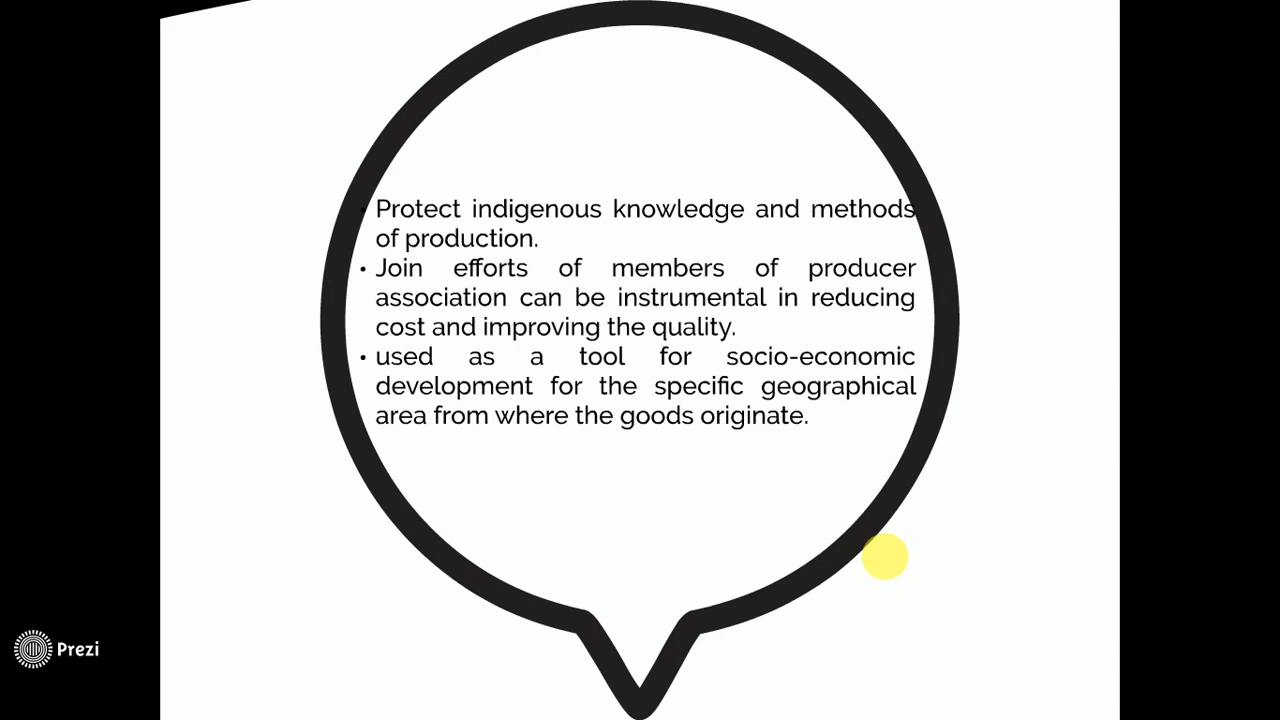 • Protect indigenous knowledge and methods
of production.
• Join efforts of members of producer
association can be instrumental in reducing
cost and improving the quality.
• used as a tool for socio-economic
development for the specific geographical
area from where the goods originate.
Prezi